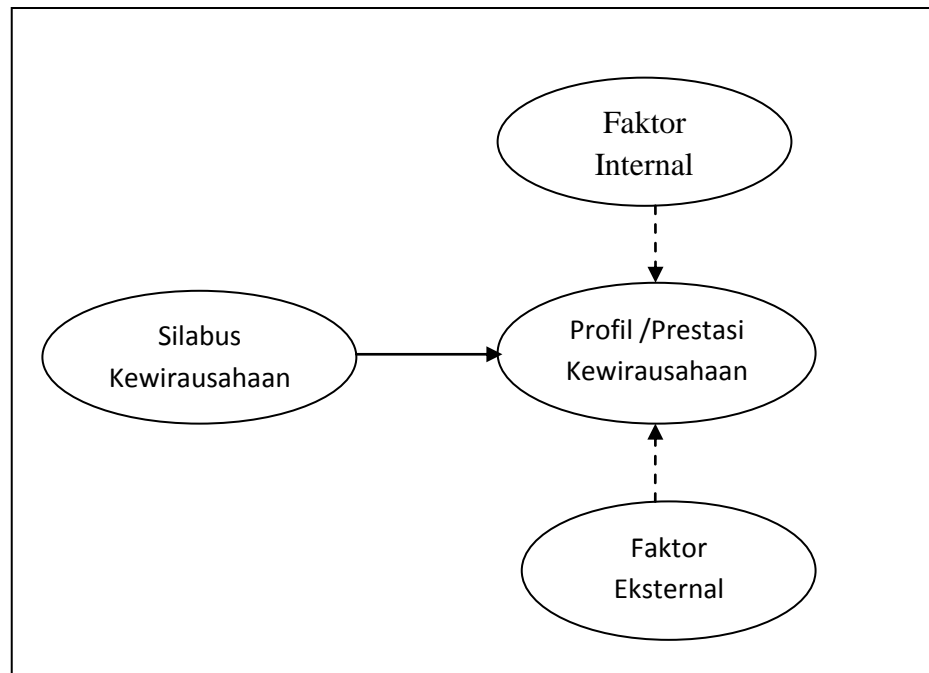 Faktor
Internal
Silabus
Kewirausahaan
Profil /Prestasi
Kewirausahaan
Faktor
Eksternal